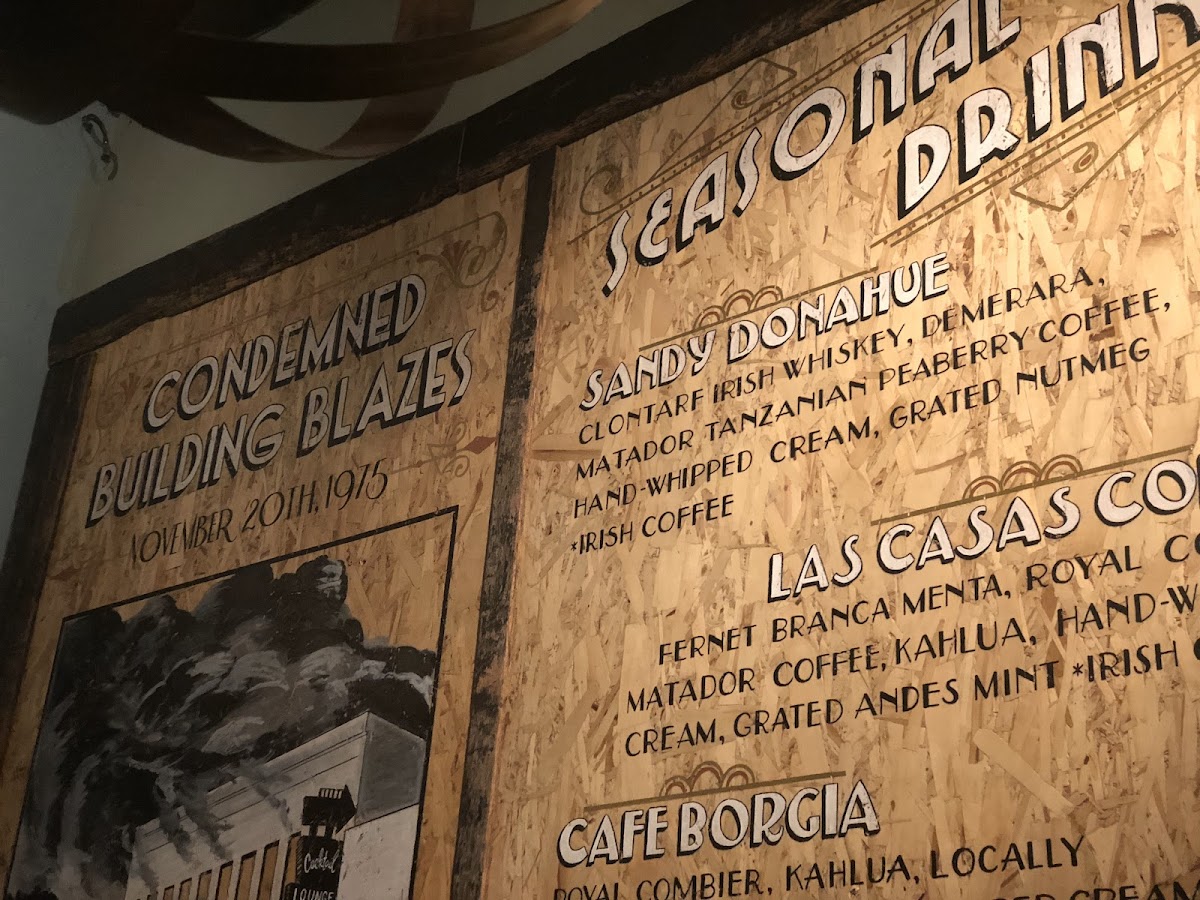 CONDEMNED
BUILDING BLAZES
NOVEMBER 20TH, 1975
Cocktail
LOUNGE
SEASONAL
DRINK
SANDY DONAHUE
CLONTARF IRISH WHISKEY, DEMERARA,
MATADOR TANZANIAN PEABERRY COFFEE,
HAND-WHIPPED CREAM, GRATED NUTMEG
*IRISH COFFEE
LAS CASAS CO
FERNET BRANCA MENTA, ROYAL CO
MATADOR COFFEE, KAHLUA, HAND-W
CREAM, GRATED ANDES MINT *IRISH C
CAFE BORGIA
ROYAL COMBIER, KAHLUA, LOCALLY
CREAM